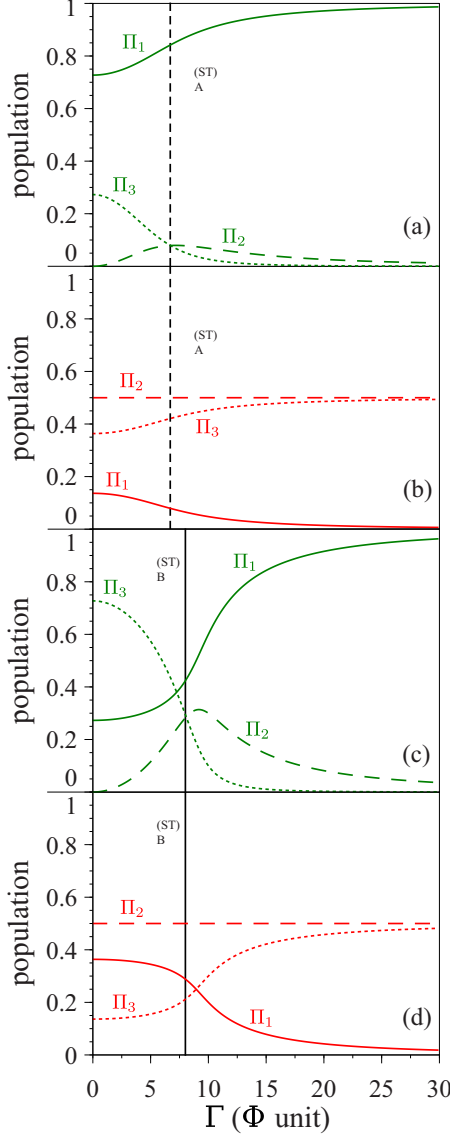 1
0.8
0.6
0.4
0.2
0
population
Π₁
Π₃
Π₂
(ST)
A
(a)
1
0.8
0.6
0.4
0.2
0
population
(ST)
A
Π₂
Π₃
Π₁
(b)
1
0.8
0.6
0.4
0.2
0
population
(ST)
B
Π₁
Π₃
Π₂
(c)
1
0.8
0.6
0.4
0.2
0
population
(ST)
B
Π₂
Π₃
Π₁
(d)
0 5 10 15 20 25 30
Γ (Φ unit)